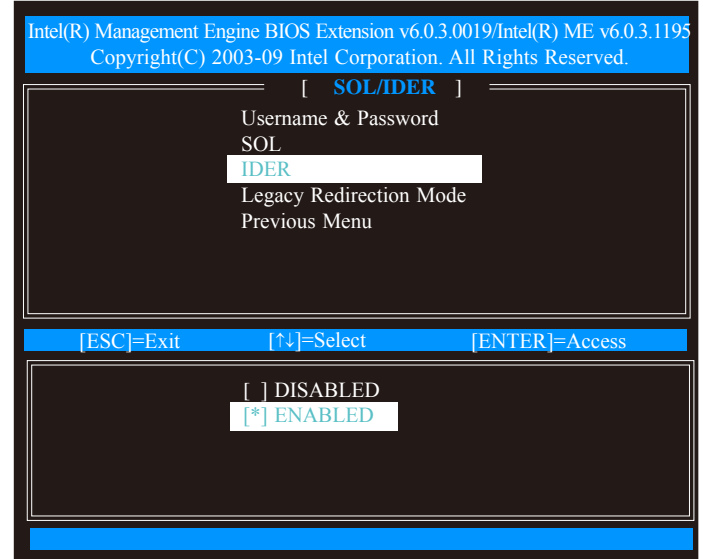 Intel(R) Management Engine BIOS Extension v6.0.3.0019/Intel(R) ME v6.0.3.1195
Copyright(C) 2003-09 Intel Corporation. All Rights Reserved.
[ SOL/IDER ]
Username & Password
SOL
IDER
Legacy Redirection Mode
Previous Menu
[ESC]=Exit [↑↓]=Select [ENTER]=Access
[ ] DISABLED
[*] ENABLED